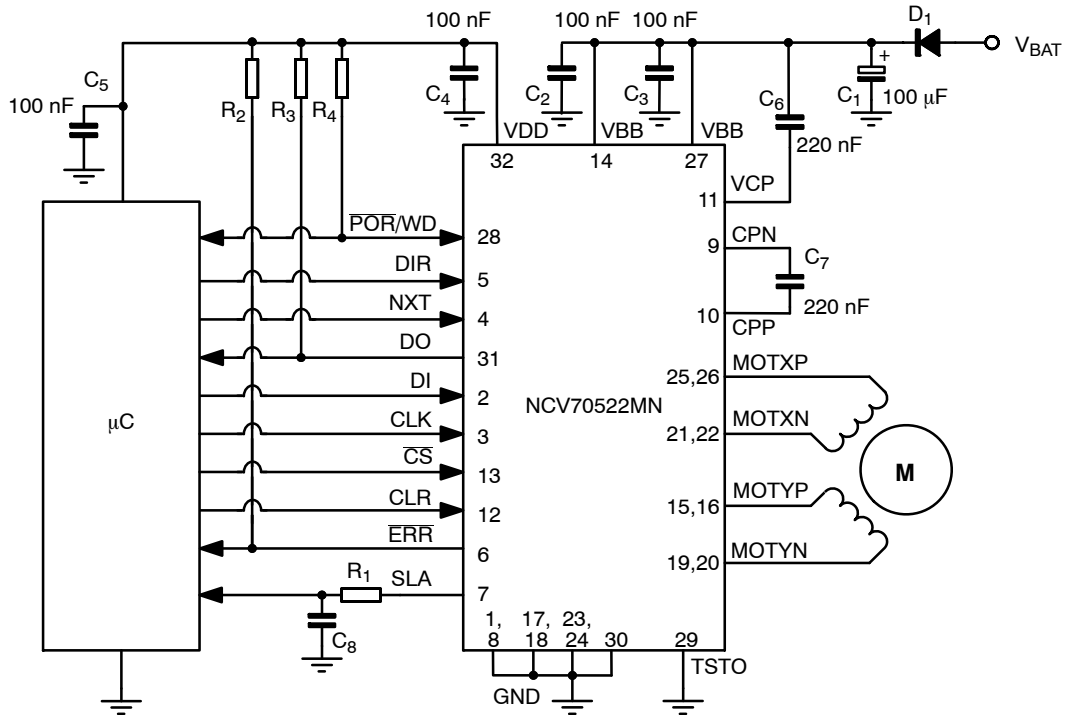 100 nF
100 nF
100 nF
D1
VBAT
C5
100 nF
R2
R3
R4
C4
C2
C3
C6
C1
+
100 μF
VDD
VBB
VBB
220 nF
32
14
27
VCP
11
POR/WD
28
CPN
9
C7
DIR
5
NXT
4
220 nF
10
CPP
DO
31
MOTXP
25,26
DI
2
NCV70522MN
μC
CLK
3
MOTXN
21,22
CS
13
M
CLR
12
MOTYP
15,16
ERR
6
MOTYN
19,20
R1
SLA
7
C8
1,
8
17,
18
23,
24
30
29
TSTO
GND